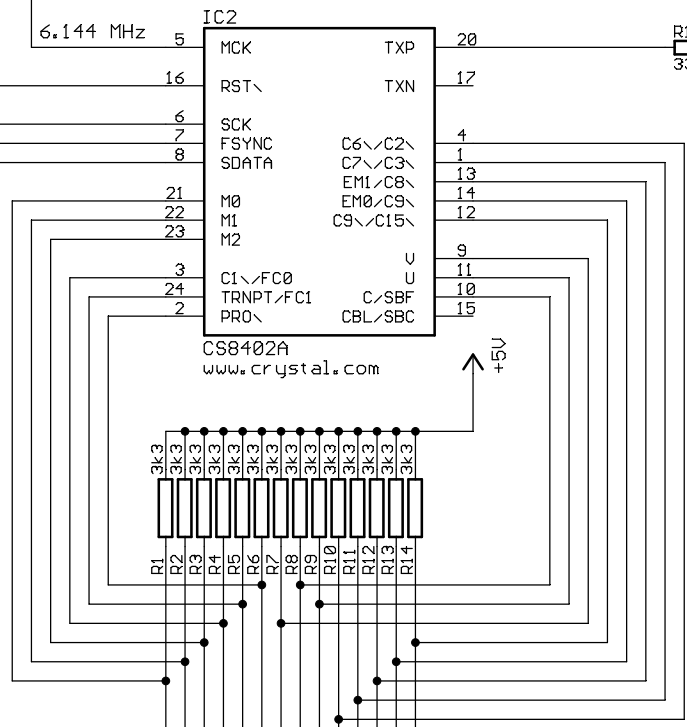 IC2
6.144 MHz
5 MCK TXP 20
R1
33
16 RST\ TXN 17
6 SCK
7 FSYNC C6\/C2\ 4
8 SDATA C7\/C3\ 1
EM1/C8\ 13
21 M0 EM0/C9\ 14
22 M1 C9\/C15\ 12
23 M2
V 9
3 C1\/FC0 U 11
24 TRNPT/FC1 C/SBF 10
2 PRO\ CBL/SBC 15
CS8402A
www.crystal.com
+5V
3k3 3k3 3k3 3k3 3k3 3k3 3k3 3k3 3k3 3k3 3k3 3k3 3k3 3k3
R1 R2 R3 R4 R5 R6 R7 R8 R9 R10 R11 R12 R13 R14